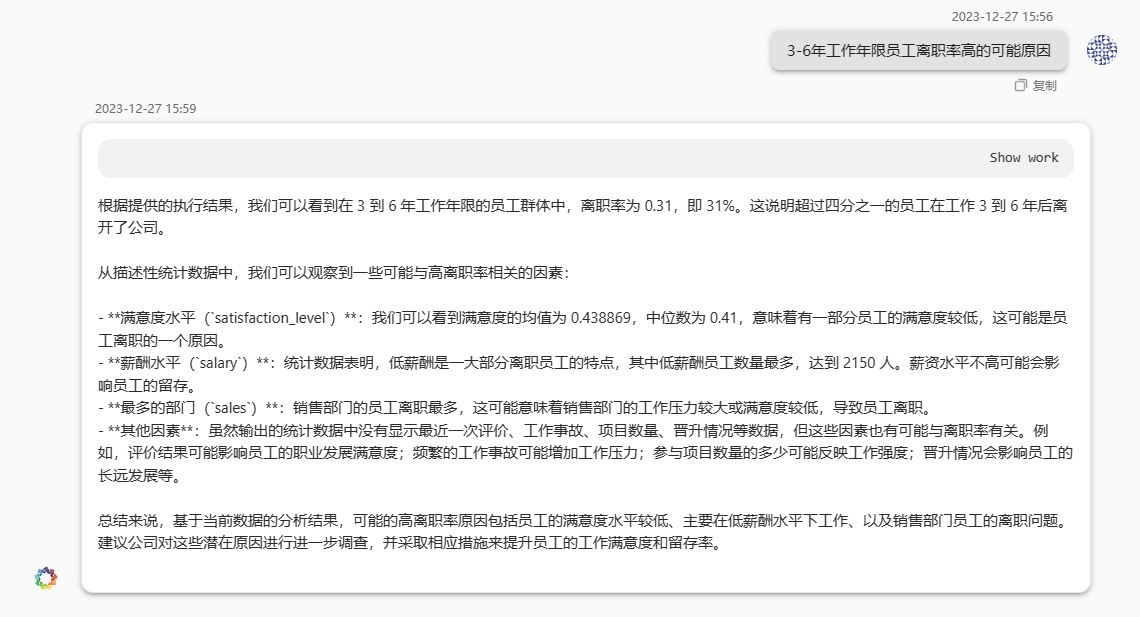 2023-12-27 15:56
3-6年工作年限员工离职率高的可能原因
复制
2023-12-27 15:59
Show work
根据提供的执行结果，我们可以看到在 3 到 6 年工作年限的员工群体中，离职率为 0.31，即 31%。这说明超过四分之一的员工在工作 3 到 6 年后离
开了公司。
从描述性统计数据中，我们可以观察到一些可能与高离职率相关的因素：
- **满意度水平（`satisfaction_level`）**：我们可以看到满意度的均值为 0.438869，中位数为 0.41，意味着有一部分员工的满意度较低，这可能是员
工离职的一个原因。
- **薪酬水平（`salary`）**：统计数据表明，低薪酬是一大部分离职员工的特点，其中低薪酬员工数量最多，达到 2150 人。薪资水平不高可能会影
响员工的留存。
- **最多的部门（`sales`）**：销售部门的员工离职最多，这可能意味着销售部门的工作压力较大或满意度较低，导致员工离职。
- **其他因素**：虽然输出的统计数据中没有显示最近一次评价、工作事故、项目数量、晋升情况等数据，但这些因素也有可能与离职率有关。例
如，评价结果可能影响员工的职业发展满意度；频繁的工作事故可能增加工作压力；参与项目数量的多少可能反映工作强度；晋升情况会影响员工的
长远发展等。
总结来说，基于当前数据的分析结果，可能的高离职率原因包括员工的满意度水平较低、主要在低薪酬水平下工作、以及销售部门员工的离职问题。
建议公司对这些潜在原因进行进一步调查，并采取相应措施来提升员工的工作满意度和留存率。